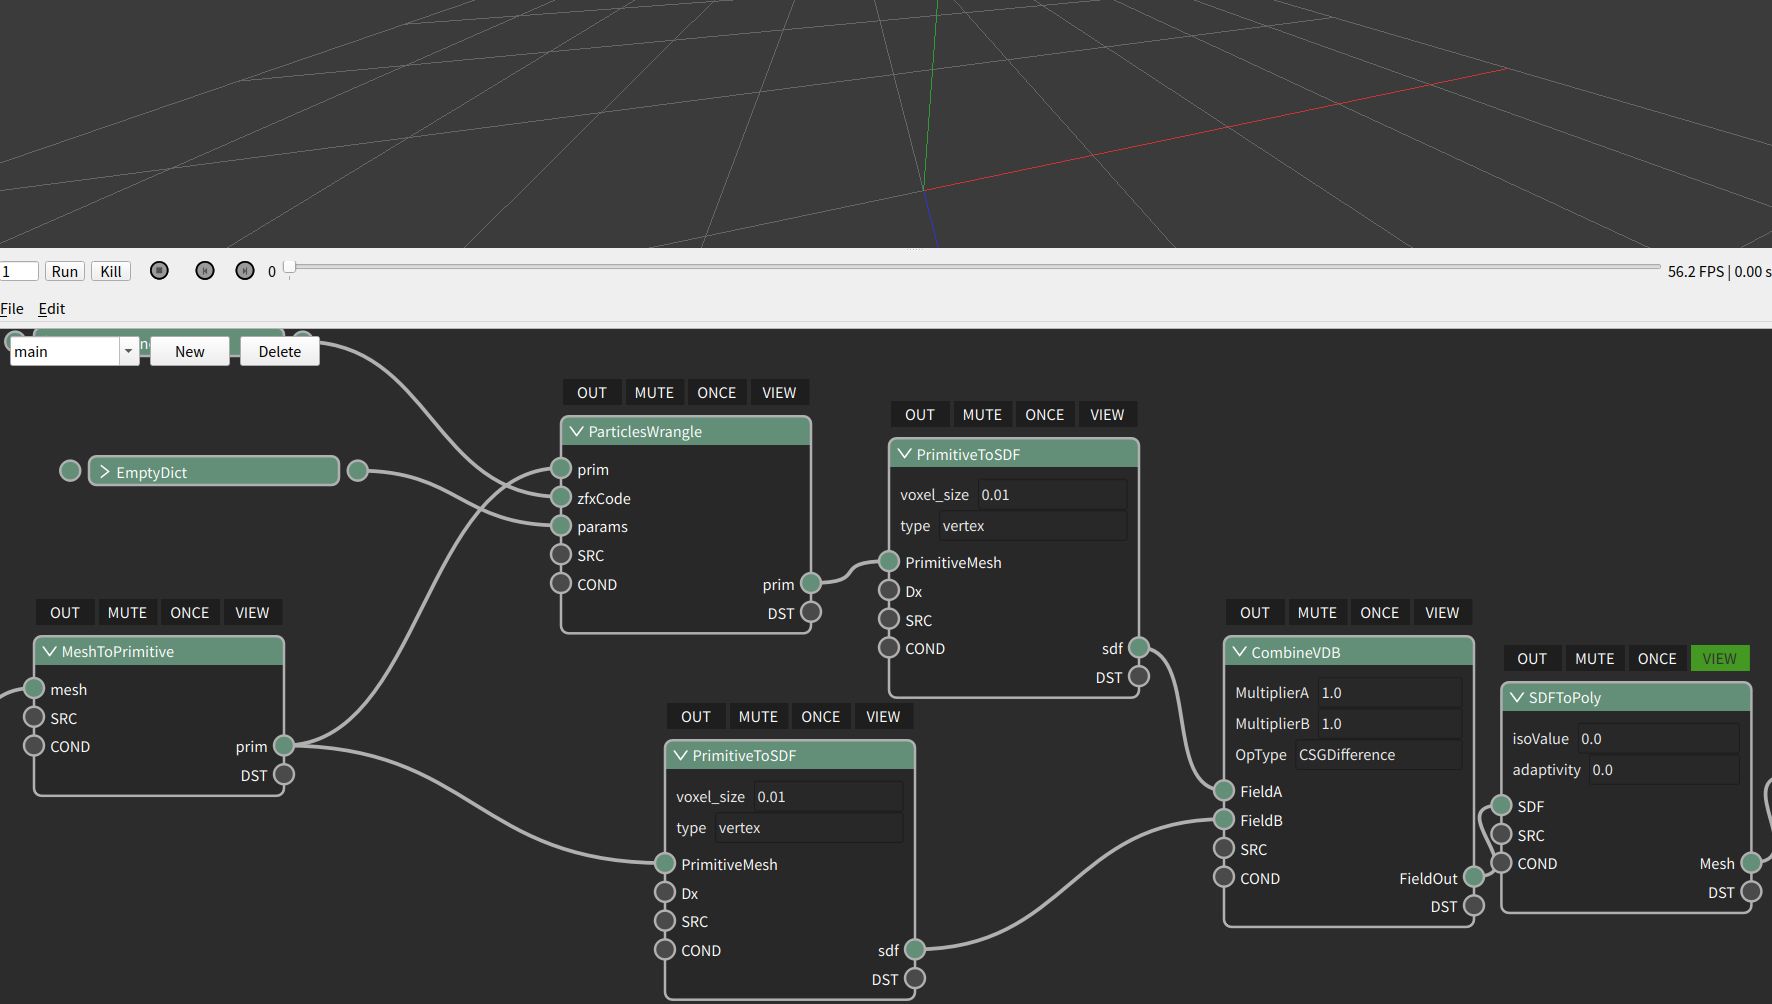 1 Run Kill 0 56.2 FPS | 0.00 s
File Edit
main New Delete
OUT MUTE ONCE VIEW
ParticlesWrangle
prim
zfxCode
params
SRC
COND
prim
DST
EmptyDict
OUT MUTE ONCE VIEW
PrimitiveToSDF
voxel_size 0.01
type vertex
PrimitiveMesh
Dx
SRC
COND
sdf
DST
OUT MUTE ONCE VIEW
MeshToPrimitive
mesh
SRC
COND
prim
DST
OUT MUTE ONCE VIEW
PrimitiveToSDF
voxel_size 0.01
type vertex
PrimitiveMesh
Dx
SRC
COND
sdf
DST
OUT MUTE ONCE VIEW
CombineVDB
MultiplierA 1.0
MultiplierB 1.0
OpType CSGDifference
FieldA
FieldB
SRC
COND
FieldOut
DST
OUT MUTE ONCE VIEW
SDFToPoly
isoValue 0.0
adaptivity 0.0
SDF
SRC
COND
Mesh
DST